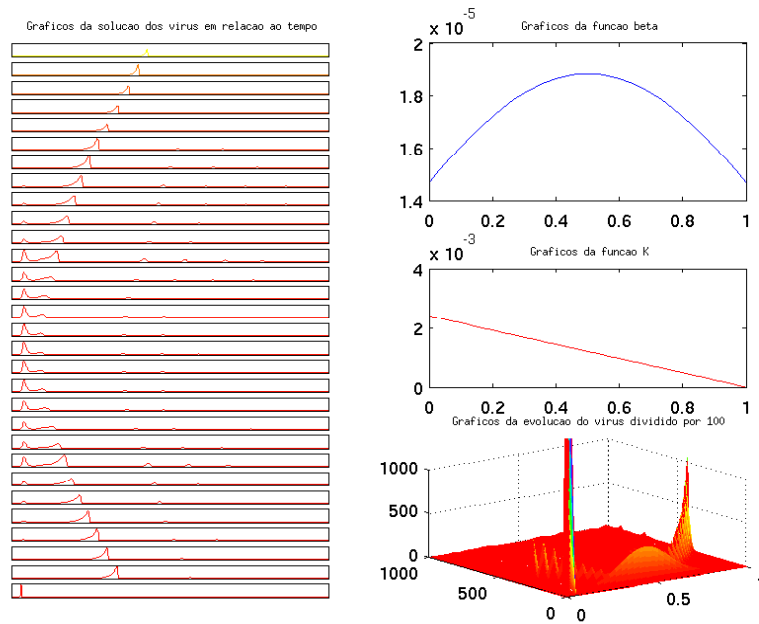 Graficos da solucao dos virus em relacao ao tempo
x 10^-5
Graficos da funcao beta
2
1.8
1.6
1.4
0 0.2 0.4 0.6 0.8 1
x 10^-3
Graficos da funcao K
4
2
0
0 0.2 0.4 0.6 0.8 1
Graficos da evolucao do virus dividido por 100
1000
500
0
1000
500
0
0
0.5